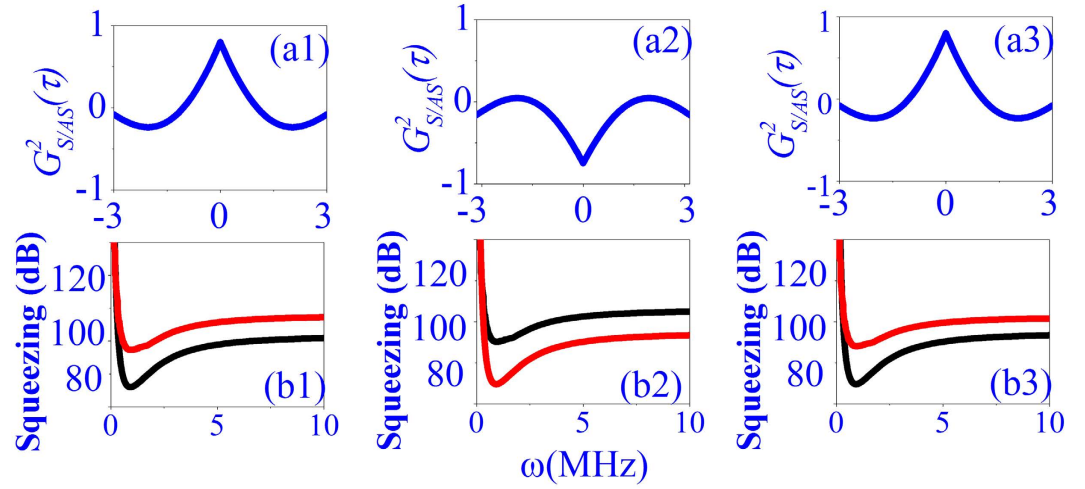 1
0
-1
G²S/AS(τ)
-3
0
3
(a1)
1
0
-1
G²S/AS(τ)
-3
0
3
(a2)
1
0
-1
G²S/AS(τ)
-3
0
3
(a3)
Squeezing (dB)
120
100
80
0
5
10
(b1)
Squeezing (dB)
120
100
80
0
5
10
(b2)
Squeezing (dB)
120
100
80
0
5
10
(b3)
ω(MHz)